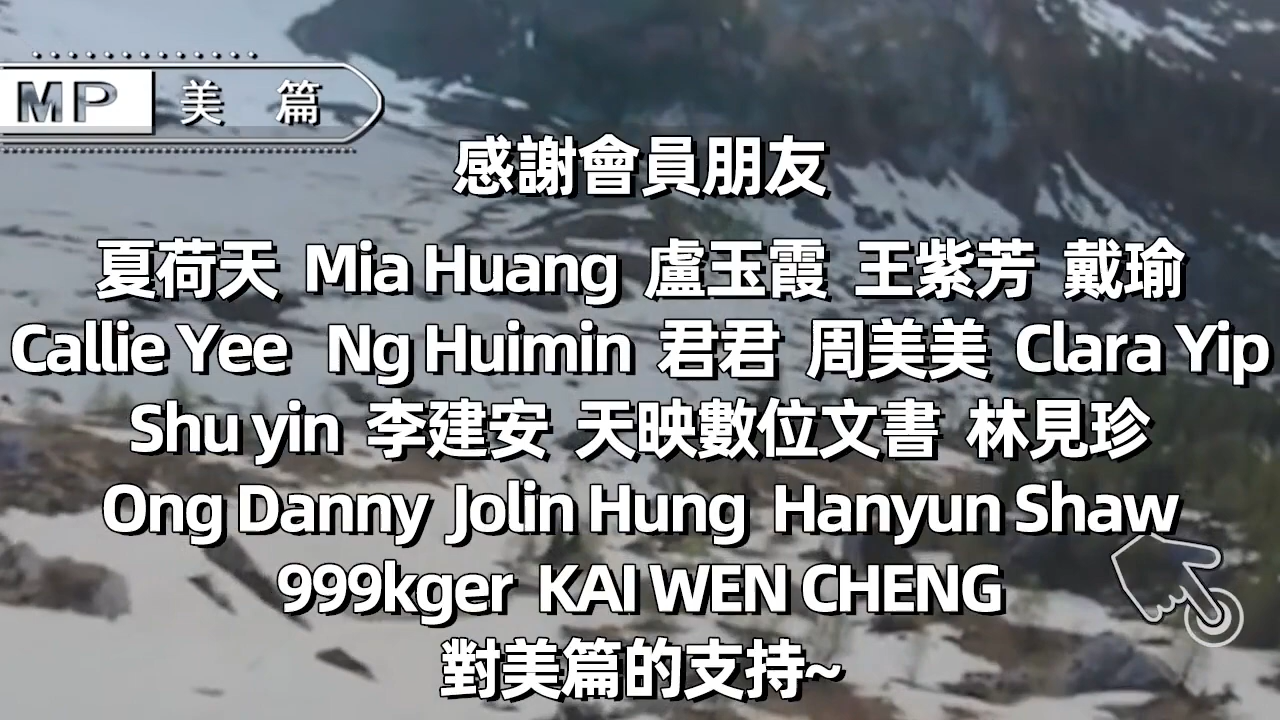 MP 美篇
感謝會員朋友
夏荷天 Mia Huang 盧玉霞 王紫芳 戴瑜
Callie Yee Ng Huimin 君君 周美美 Clara Yip
Shu yin 李建安 天映數位文書 林見珍
Ong Danny Jolin Hung Hanyun Shaw
999kger KAI WEN CHENG
對美篇的支持~